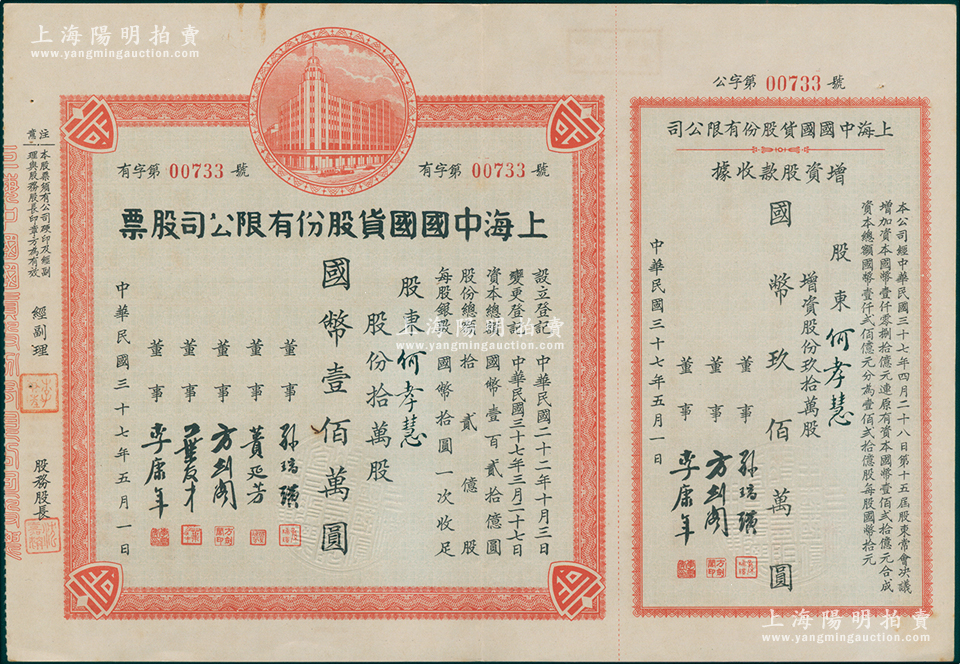 上海陽明拍賣
www.yangmingauction.com
有字第 00733 號
有字第 00733 號
上海中國國貨股份有限公司股票
設立登記 中華民國二十二年十月三日
變更登記 中華民國三十七年三月二十七日
資本總額 國幣壹百貳拾億圓
股份總額 拾貳億股
每股銀數 國幣拾圓一次收足
股東何孝慧
股份拾萬股
國幣壹佰萬圓
董事 孫瑞璜
董事 黃延芳
董事 方劍閣
董事 葉友才
董事 李康年
中華民國三十七年五月一日
注意
本股票須有公司硬印及經副
理與股務股長印章方為有效
經副理
股務股長
公字第 00733 號
上海中國國貨股份有限公司
增資股款收據
本公司經中華民國三十七年四月二十八日第十五屆股東常會決議
增加資本國幣壹仟零捌拾億元連原有資本國幣壹佰貳拾億元合成
資本總額國幣壹仟貳佰億元分為壹佰貳拾億股每股國幣拾元
股東何孝慧
增資股份玖拾萬股
國幣玖佰萬圓
董事 孫瑞璜
董事 方劍閣
董事 李康年
中華民國三十七年五月一日
上海陽明拍賣
www.yangmingauction.com
上海陽明拍賣
www.yangmingauction.com